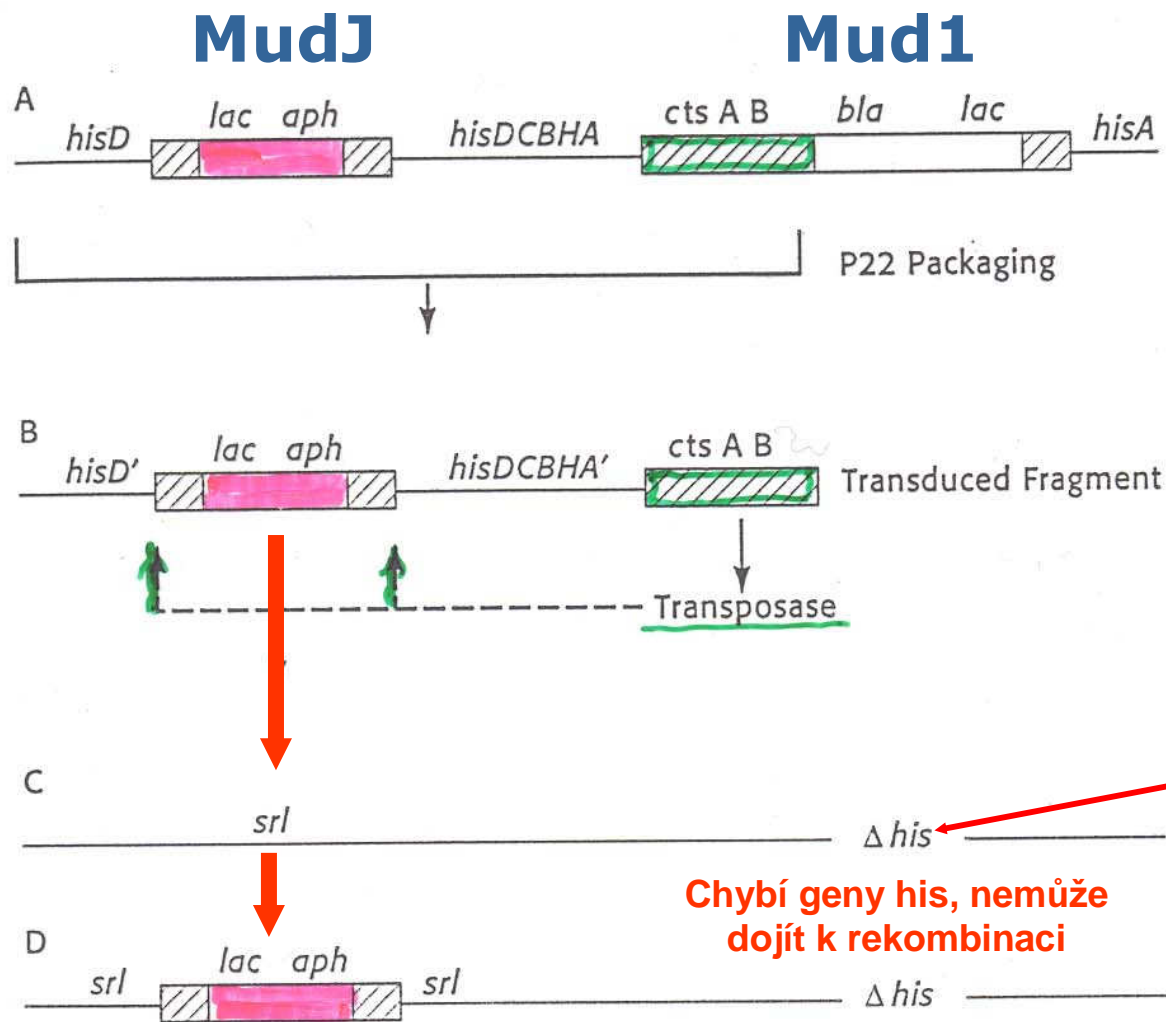 MudJ Mud1
A
hisD lac aph hisDCBHA cts A B bla lac hisA
P22 Packaging
B
hisD' lac aph hisDCBHA' cts A B Transduced Fragment
Transposase
C
srl Δ his
Chybí geny his, nemůže
dojít k rekombinaci
D
srl lac aph srl Δ his